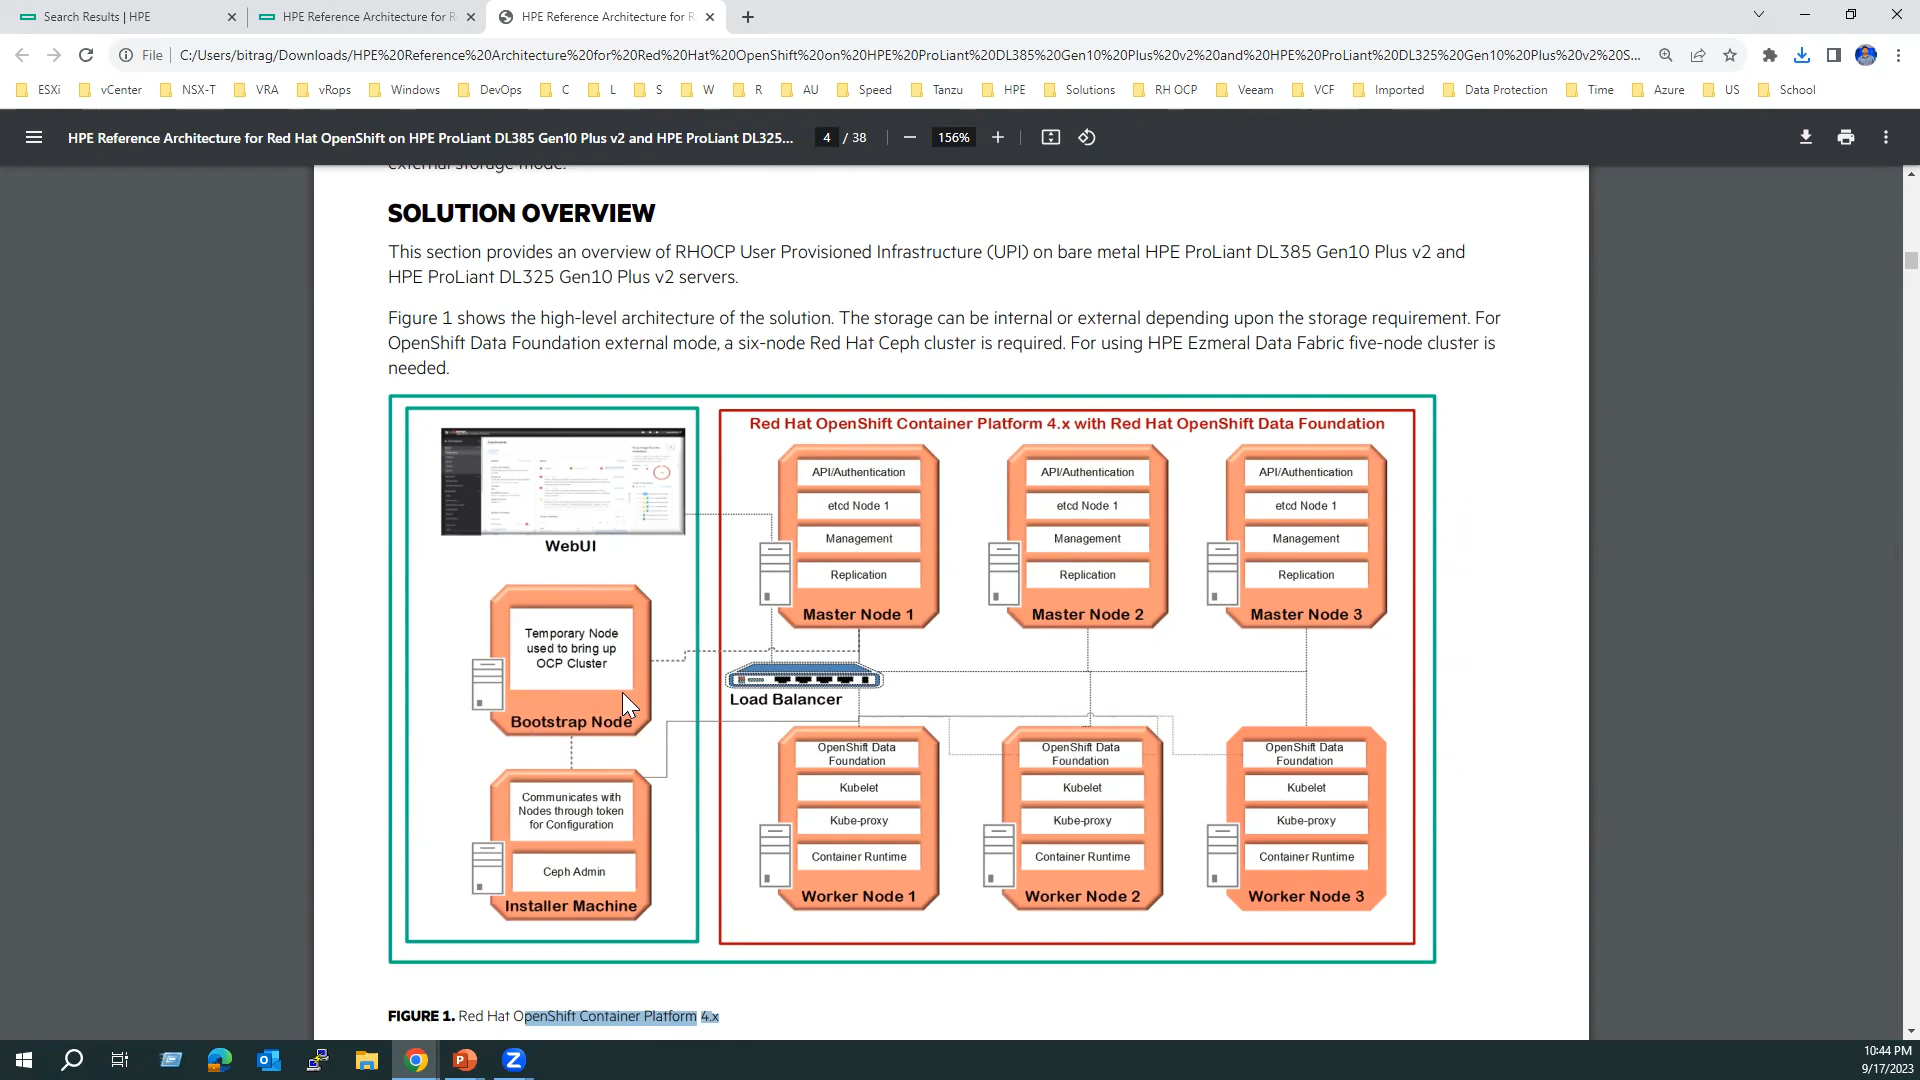 Search Results | HPE
HPE Reference Architecture for R
HPE Reference Architecture for R
File
C:/Users/bitrag/Downloads/HPE%20Reference%20Architecture%20for%20Red%20Hat%20OpenShift%20on%20HPE%20ProLiant%20DL385%20Gen10%20Plus%20v2%20and%20HPE%20ProLiant%20DL325%20Gen10%20Plus%20v2%20S...
ESXi vCenter NSX-T VRA vRops Windows DevOps C L S W R AU Speed Tanzu HPE Solutions RH OCP Veeam VCF Imported Data Protection Time Azure US School
HPE Reference Architecture for Red Hat OpenShift on HPE ProLiant DL385 Gen10 Plus v2 and HPE ProLiant DL325...
4 / 38
156%
external storage mode.
SOLUTION OVERVIEW
This section provides an overview of RHOCP User Provisioned Infrastructure (UPI) on bare metal HPE ProLiant DL385 Gen10 Plus v2 and
HPE ProLiant DL325 Gen10 Plus v2 servers.
Figure 1 shows the high-level architecture of the solution. The storage can be internal or external depending upon the storage requirement. For
OpenShift Data Foundation external mode, a six-node Red Hat Ceph cluster is required. For using HPE Ezmeral Data Fabric five-node cluster is
needed.
WebUI
Temporary Node
used to bring up
OCP Cluster
Bootstrap Node
Communicates with
Nodes through token
for Configuration
Ceph Admin
Installer Machine
Red Hat OpenShift Container Platform 4.x with Red Hat OpenShift Data Foundation
API/Authentication
etcd Node 1
Management
Replication
Master Node 1
API/Authentication
etcd Node 1
Management
Replication
Master Node 2
API/Authentication
etcd Node 1
Management
Replication
Master Node 3
Load Balancer
OpenShift Data
Foundation
Kubelet
Kube-proxy
Container Runtime
Worker Node 1
OpenShift Data
Foundation
Kubelet
Kube-proxy
Container Runtime
Worker Node 2
OpenShift Data
Foundation
Kubelet
Kube-proxy
Container Runtime
Worker Node 3
FIGURE 1. Red Hat OpenShift Container Platform 4.x
10:44 PM
9/17/2023